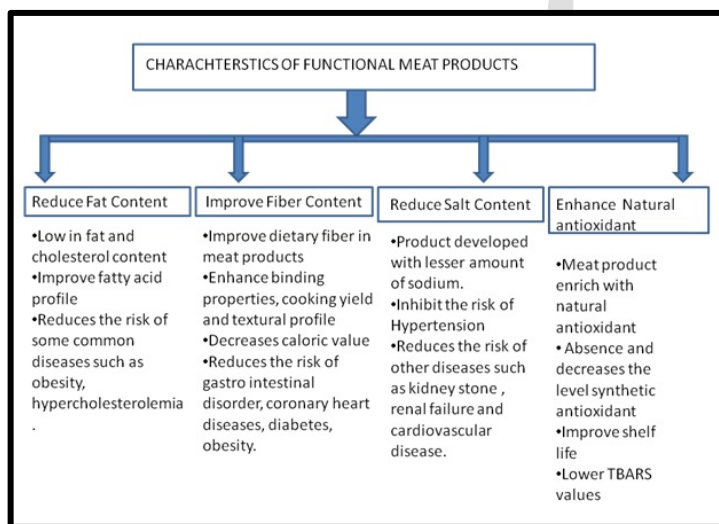 CHARACHTERSTICS OF FUNCTIONAL MEAT PRODUCTS
Reduce Fat Content
•Low in fat and
cholesterol content
•Improve fatty acid
profile
•Reduces the risk of
some common
diseases such as
obesity,
hypercholesterolemia
.
Improve Fiber Content
•Improve dietary fiber in
meat products
•Enhance binding
properties, cooking yield
and textural profile
•Decreases caloric value
•Reduces the risk of
gastro intestinal
disorder, coronary heart
diseases, diabetes,
obesity.
Reduce Salt Content
•Product developed
with lesser amount
of sodium.
•Inhibit the risk of
Hypertension
•Reduces the risk of
other diseases such
as kidney stone ,
renal failure and
cardiovascular
disease.
Enhance Natural
antioxidant
•Meat product
enrich with
natural
antioxidant
• Absence and
decreases the
level synthetic
antioxidant
•Improve shelf
life
•Lower TBARS
values